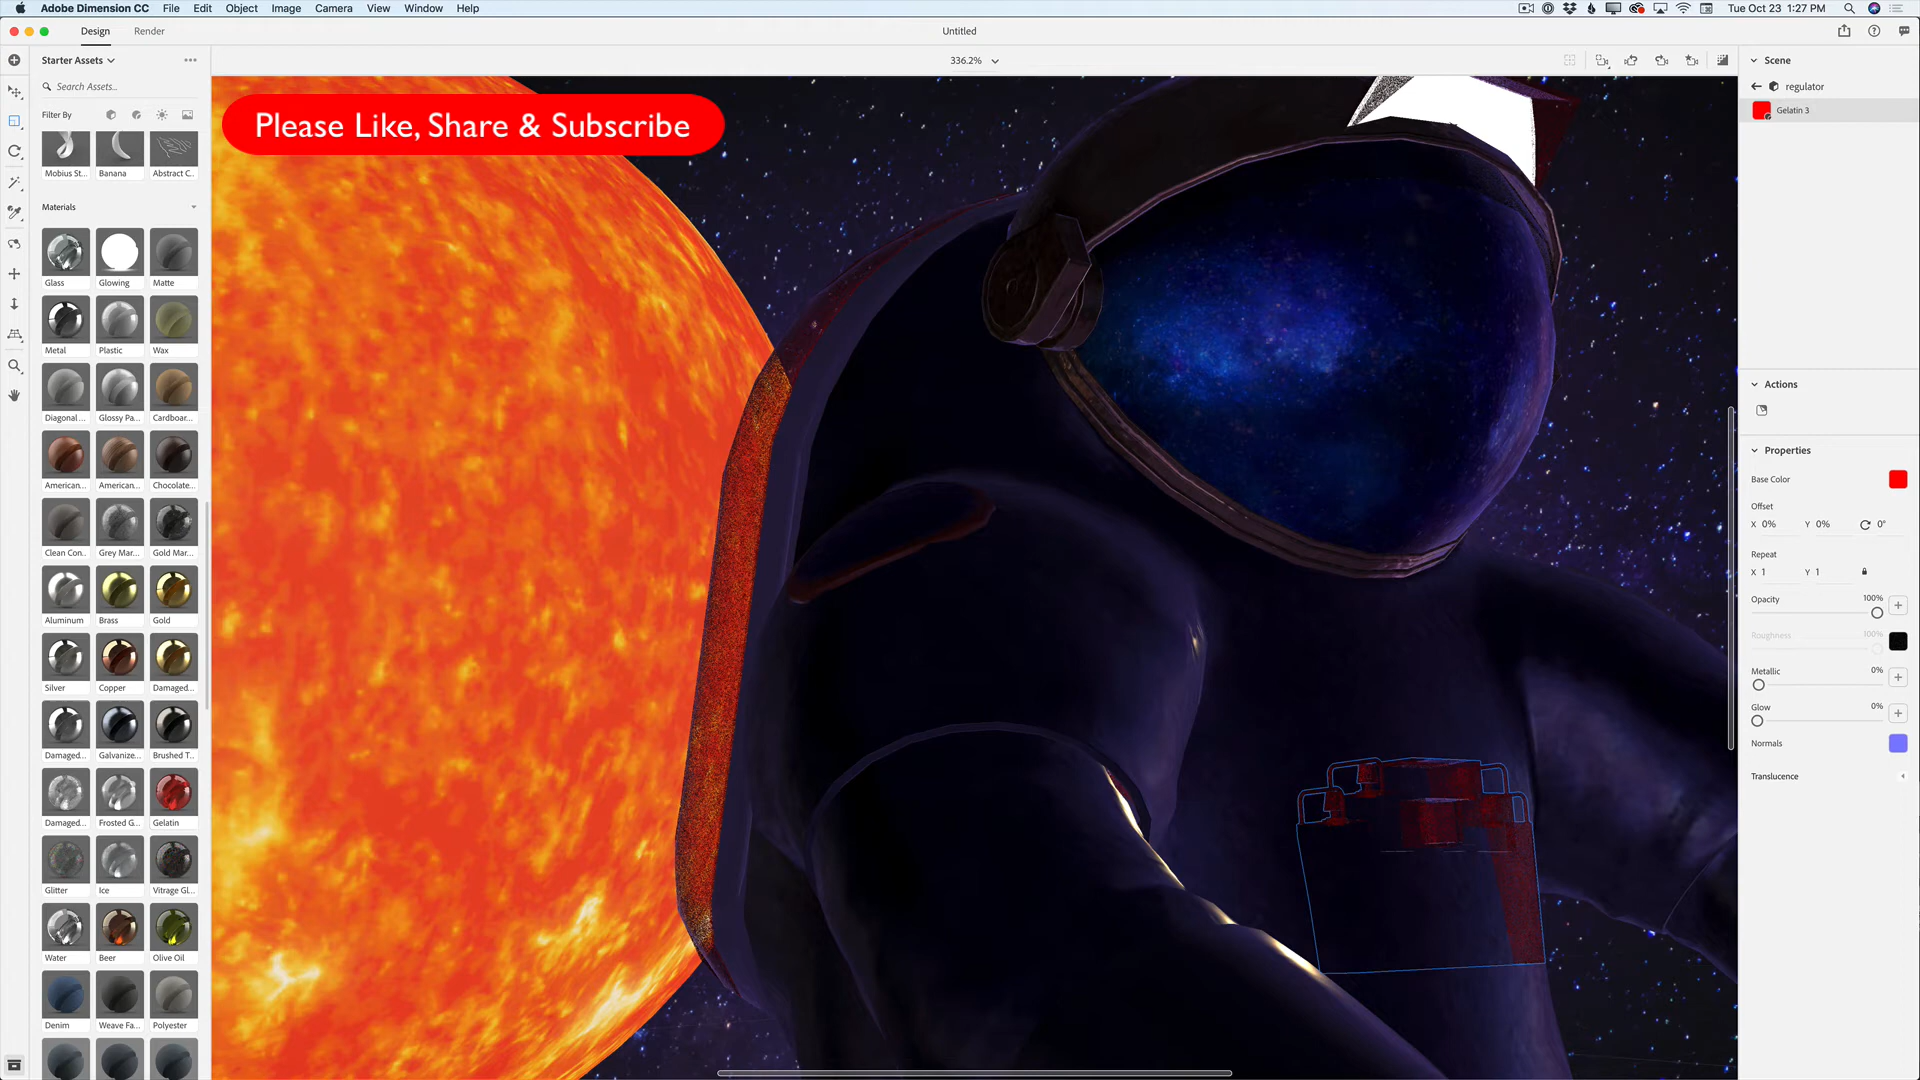 Adobe Dimension CC File Edit Object Image Camera View Window Help
Tue Oct 23 1:27 PM
Design Render
Untitled
Starter Assets
336.2%
Search Assets..
Filter By
Mobius St... Banana Abstract C...
Materials
Glass Glowing Matte
Metal Plastic Wax
Diagonal... Glossy Pa... Cardboar...
American... American... Chocolate
Clean Con.. Grey Mar... Gold Mar...
Aluminum Brass Gold
Silver Copper Damaged
Damaged... Galvanize... Brushed T...
Damaged... Frosted G... Gelatin
Glitter Ice Vitrage Gl...
Water Beer Olive Oil
Denim Weave Fa... Polyester
Please Like, Share & Subscribe
Scene
regulator
Gelatin 3
Actions
Properties
Base Color
Offset
X 0% Y 0% 0°
Repeat
X 1 Y 1
Opacity 100%
Roughness 100%
Metallic 0%
Glow 0%
Normals
Translucence